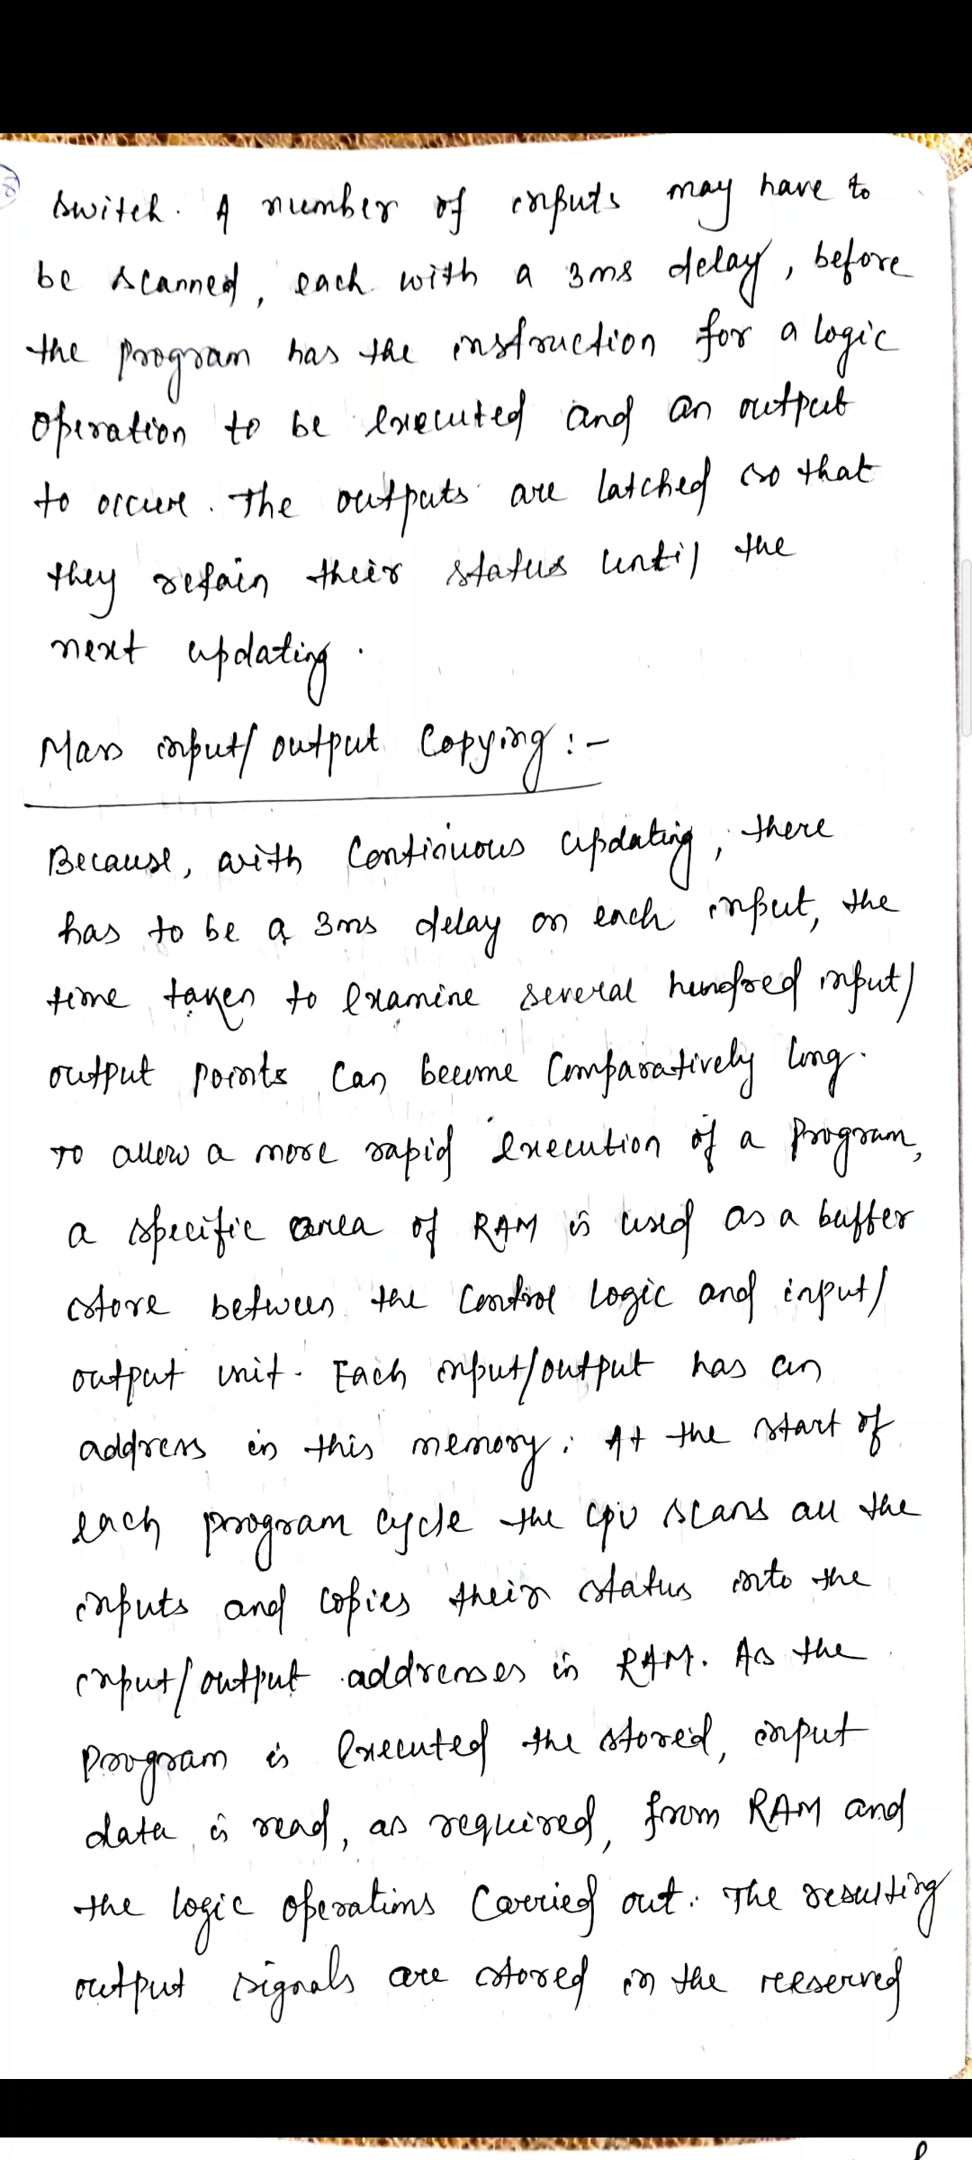 switch. A number of inputs may have to
be scanned, each with a 3ms delay, before
the program has the instruction for a logic
operation to be executed and an output
to occure. The outputs are latched so that
they retain their status until the
next updating.
Mass input/output Copying :-
Because, with continuous updating, there
has to be a 3ms delay on each input, the
time taken to examine several hundred input/
output points can become comparatively long.
To allow a more rapid execution of a program,
a specific area of RAM is used as a buffer
store between the control logic and input/
output unit. Each input/output has an
address in this memory. At the start of
each program cycle the CPU scans all the
inputs and copies their status into the
input/output addresses in RAM. As the
program is executed the stored, input
data is read, as required, from RAM and
the logic operations carried out. The resulting
output signals are stored in the reserved